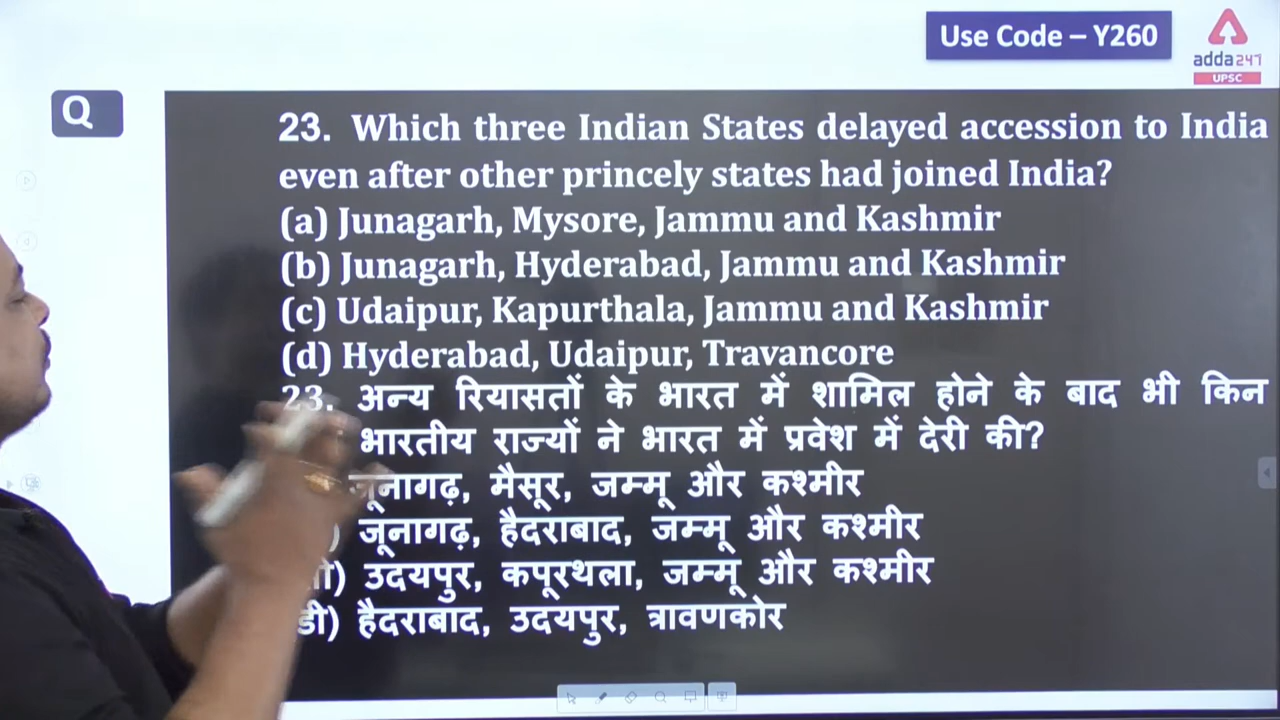 Use Code – Y260
adda247
UPSC
Q
23. Which three Indian States delayed accession to India
even after other princely states had joined India?
(a) Junagarh, Mysore, Jammu and Kashmir
(b) Junagarh, Hyderabad, Jammu and Kashmir
(c) Udaipur, Kapurthala, Jammu and Kashmir
(d) Hyderabad, Udaipur, Travancore
23. अन्य रियासतों के भारत में शामिल होने के बाद भी किन
भारतीय राज्यों ने भारत में प्रवेश में देरी की?
जूनागढ़, मैसूर, जम्मू और कश्मीर
) जूनागढ़, हैदराबाद, जम्मू और कश्मीर
) उदयपुर, कपूरथला, जम्मू और कश्मीर
डी) हैदराबाद, उदयपुर, त्रावणकोर